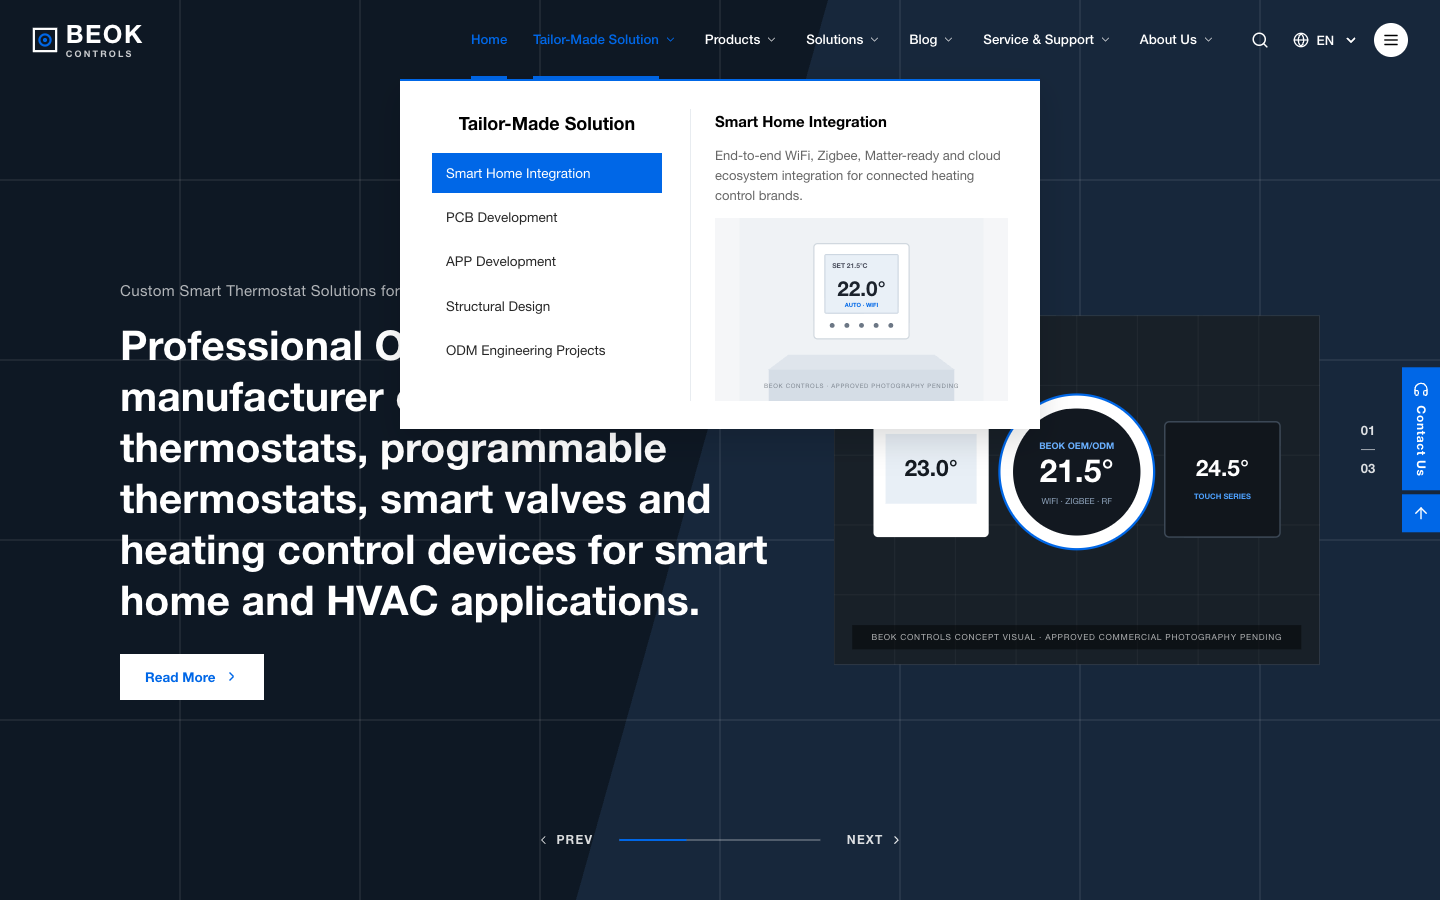 BEOK
CONTROLS
Home
Tailor-Made Solution
Products
Solutions
Blog
Service & Support
About Us
EN
Tailor-Made Solution
Smart Home Integration
PCB Development
APP Development
Structural Design
ODM Engineering Projects
Smart Home Integration
End-to-end WiFi, Zigbee, Matter-ready and cloud
ecosystem integration for connected heating
control brands.
SET 21.5°C
22.0°
AUTO · WIFI
BEOK CONTROLS · APPROVED PHOTOGRAPHY PENDING
Custom Smart Thermostat Solutions for
Professional
manufacturer
thermostats, programmable
thermostats, smart valves and
heating control devices for smart
home and HVAC applications.
Read More
23.0°
BEOK OEM/ODM
21.5°
WIFI · ZIGBEE · RF
24.5°
TOUCH SERIES
BEOK CONTROLS CONCEPT VISUAL · APPROVED COMMERCIAL PHOTOGRAPHY PENDING
01
03
Contact Us
PREV
NEXT